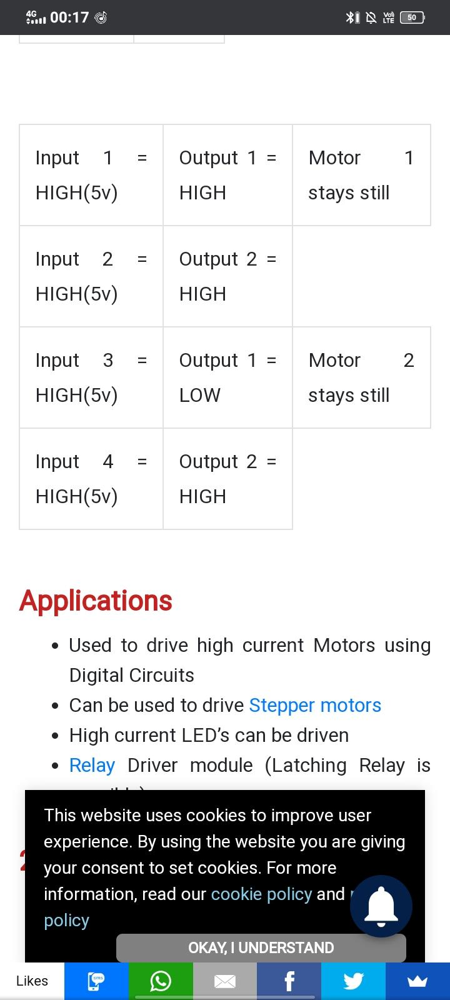 4G 00:17 Vo)) LTE 50
Input 1 = Output 1 = Motor 1
HIGH(5v) HIGH stays still
Input 2 = Output 2 =
HIGH(5v) HIGH
Input 3 = Output 1 = Motor 2
HIGH(5v) LOW stays still
Input 4 = Output 2 =
HIGH(5v) HIGH
Applications
• Used to drive high current Motors using
Digital Circuits
• Can be used to drive Stepper motors
• High current LED’s can be driven
• Relay Driver module (Latching Relay is
This website uses cookies to improve user
experience. By using the website you are giving
your consent to set cookies. For more
information, read our cookie policy and
policy
OKAY, I UNDERSTAND
Likes sms